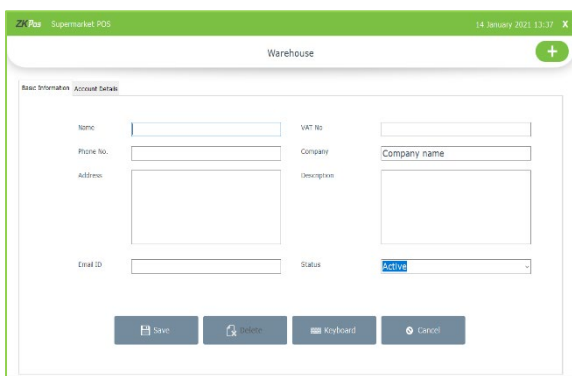 ZKPos Supermarket POS 14 January 2021 13:37 X
Warehouse
+
Basic Information Account Details
Name VAT No
Phone No. Company Company name
Address Description
Email ID Status Active
Save Delete Keyboard Cancel